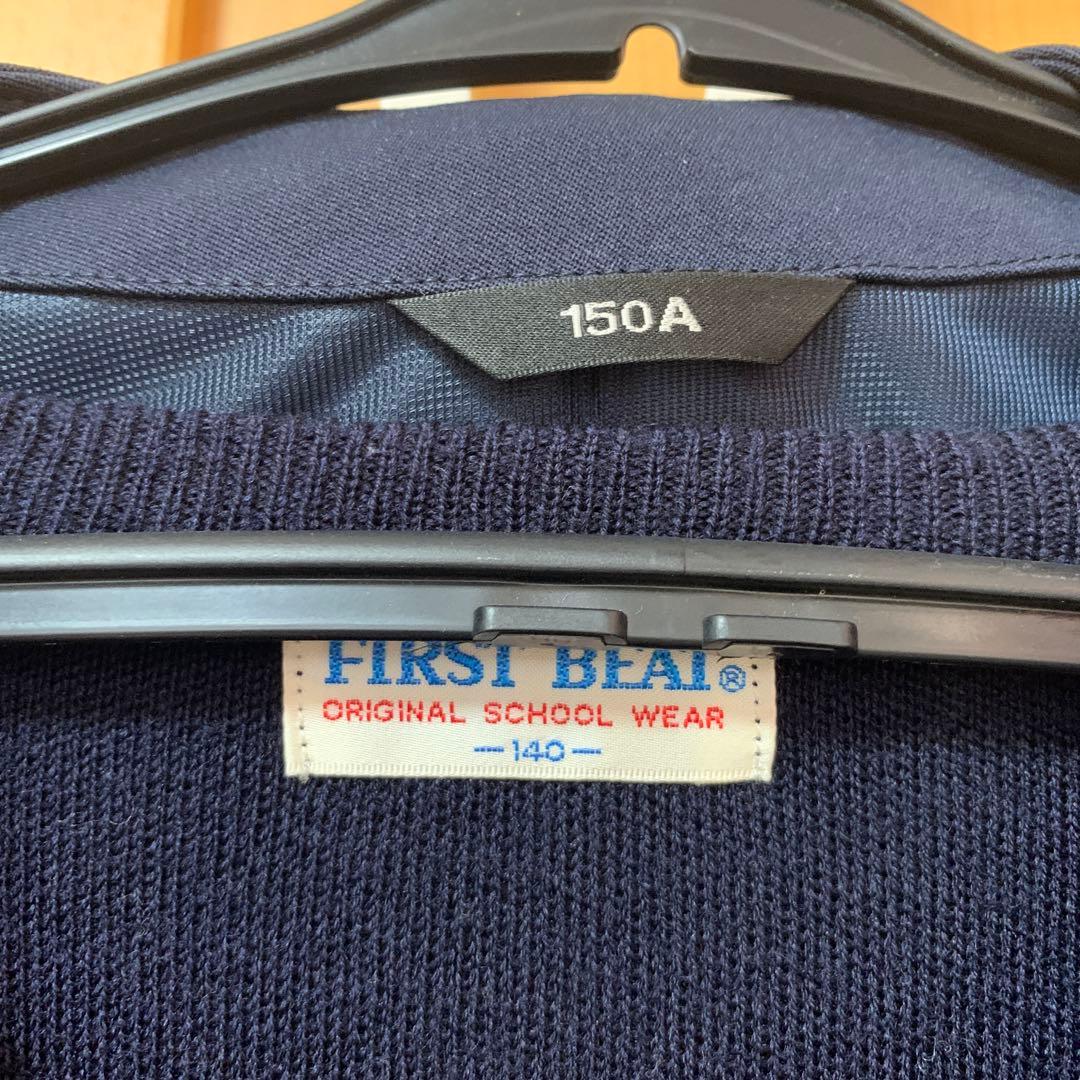 150A
FIRST BEAT®
ORIGINAL SCHOOL WEAR
—140—